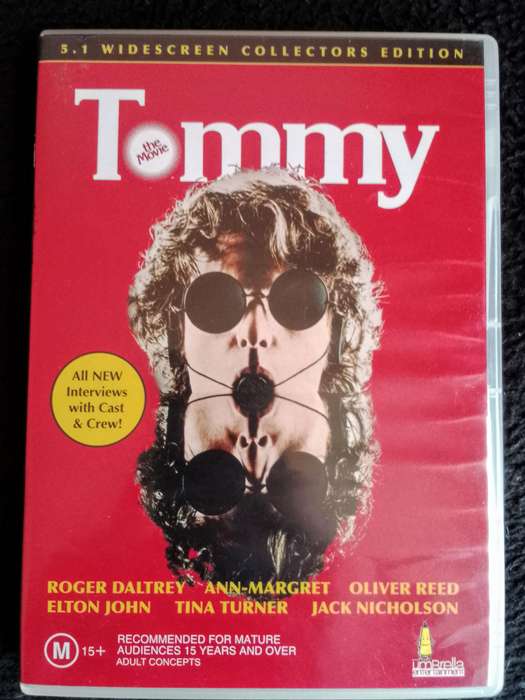 5.1 WIDESCREEN COLLECTORS EDITION
Tommy
the
Movie
All NEW
Interviews
with Cast
& Crew!
ROGER DALTREY ANN-MARGRET OLIVER REED
ELTON JOHN TINA TURNER JACK NICHOLSON
M 15+
RECOMMENDED FOR MATURE
AUDIENCES 15 YEARS AND OVER
ADULT CONCEPTS
umBrella
entertainment